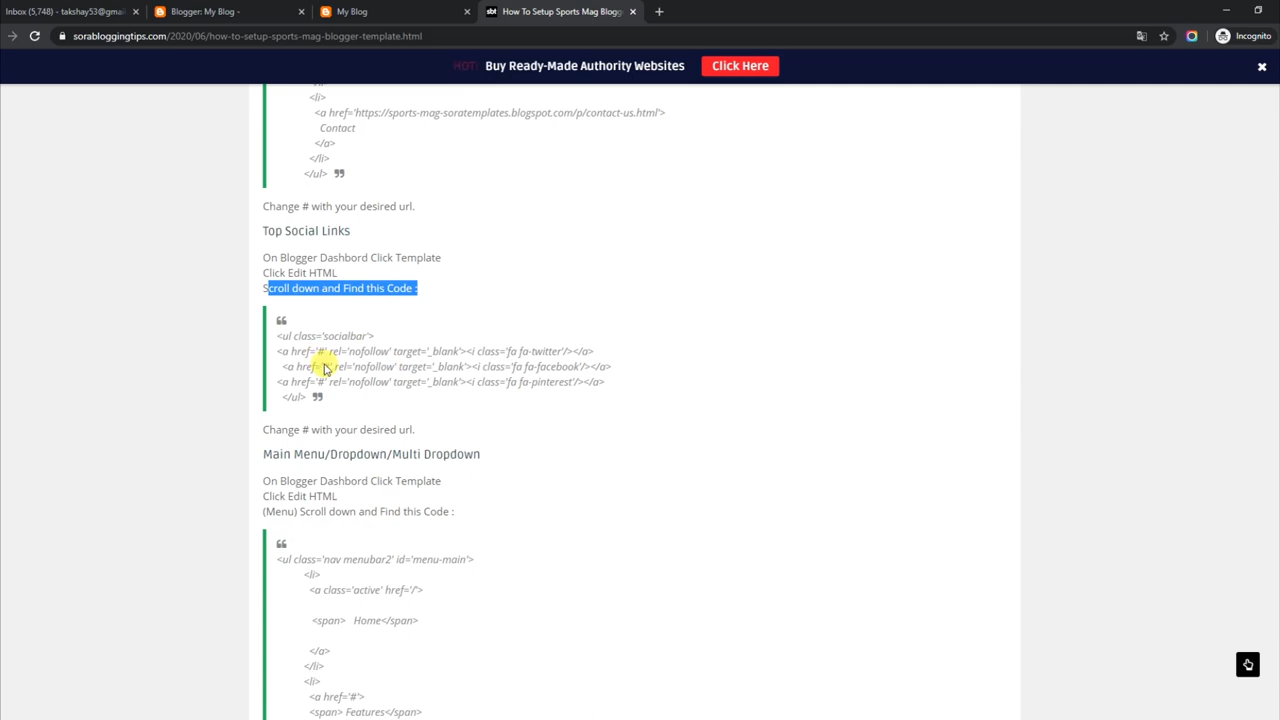 Inbox (5,748) - takshay53@gmail
Blogger: My Blog -
My Blog
sbt How To Setup Sports Mag Blogg
sorabloggingtips.com/2020/06/how-to-setup-sports-mag-blogger-template.html
Incognito
HOT! Buy Ready-Made Authority Websites Click Here
<li>
<a href='https://sports-mag-soratemplates.blogspot.com/p/contact-us.html'>
Contact
</a>
</li>
</ul>
Change # with your desired url.
Top Social Links
On Blogger Dashbord Click Template
Click Edit HTML
Scroll down and Find this Code :
<ul class='socialbar'>
<a href='#' rel='nofollow' target='_blank'><i class='fa fa-twitter'/></a>
<a href='#' rel='nofollow' target='_blank'><i class='fa fa-facebook'/></a>
<a href='#' rel='nofollow' target='_blank'><i class='fa fa-pinterest'/></a>
</ul>
Change # with your desired url.
Main Menu/Dropdown/Multi Dropdown
On Blogger Dashbord Click Template
Click Edit HTML
(Menu) Scroll down and Find this Code :
<ul class='nav menubar2' id='menu-main'>
<li>
<a class='active' href='/'>
<span> Home</span>
</a>
</li>
<li>
<a href='#'>
<span> Features</span>